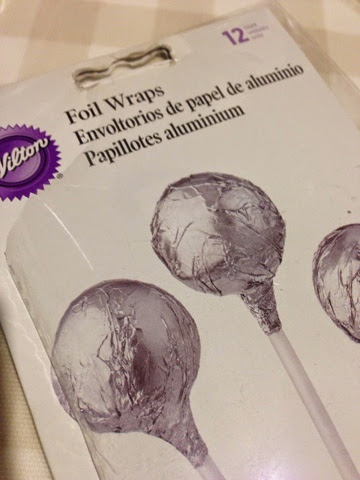 12
Foil Wraps
Envoltorios de papel de aluminio
Papillotes aluminium
Wilton
®